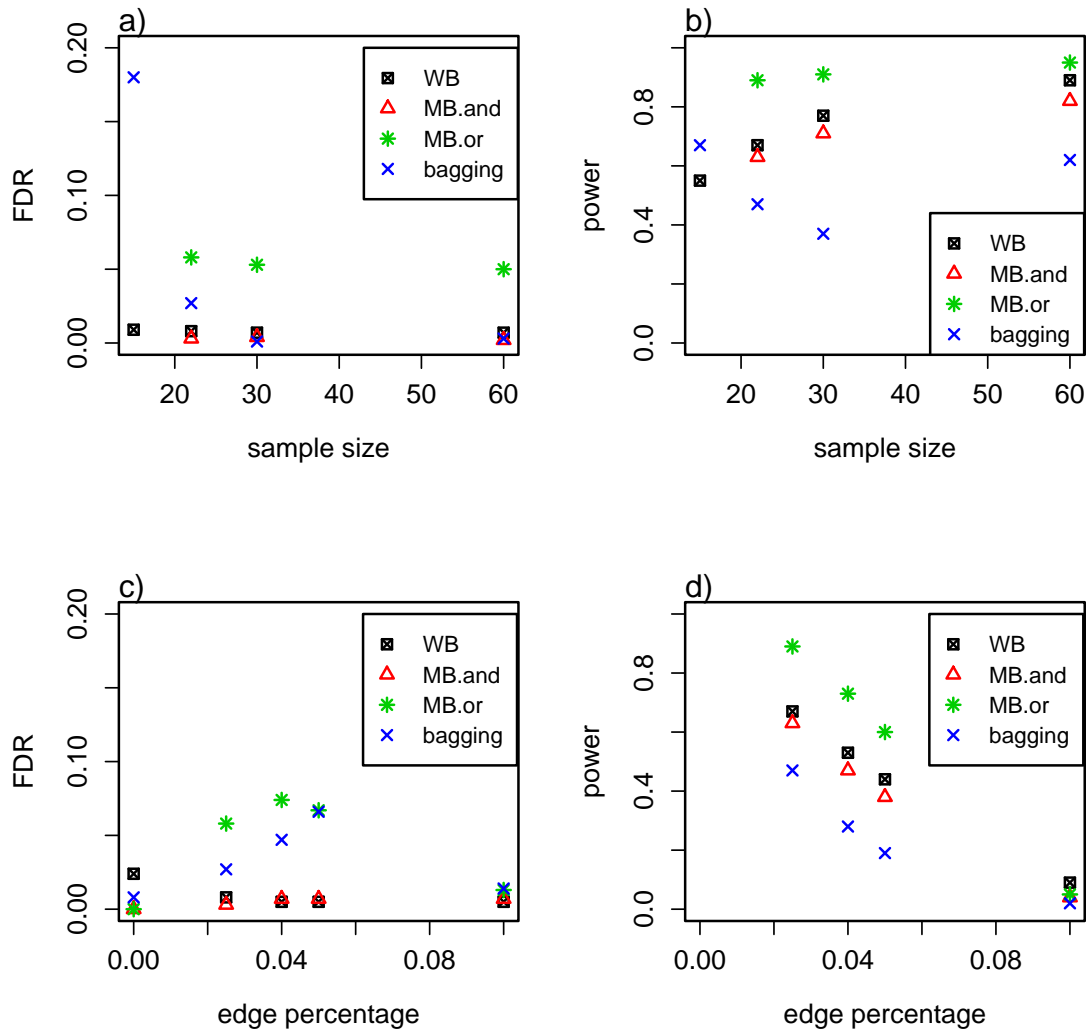 a)
FDR
0.00
0.10
0.20
WB
MB.and
MB.or
bagging
20 30 40 50 60
sample size
b)
power
0.0
0.4
0.8
WB
MB.and
MB.or
bagging
20 30 40 50 60
sample size
c)
FDR
0.00
0.10
0.20
WB
MB.and
MB.or
bagging
0.00 0.04 0.08
edge percentage
d)
power
0.0
0.4
0.8
WB
MB.and
MB.or
bagging
0.00 0.04 0.08
edge percentage